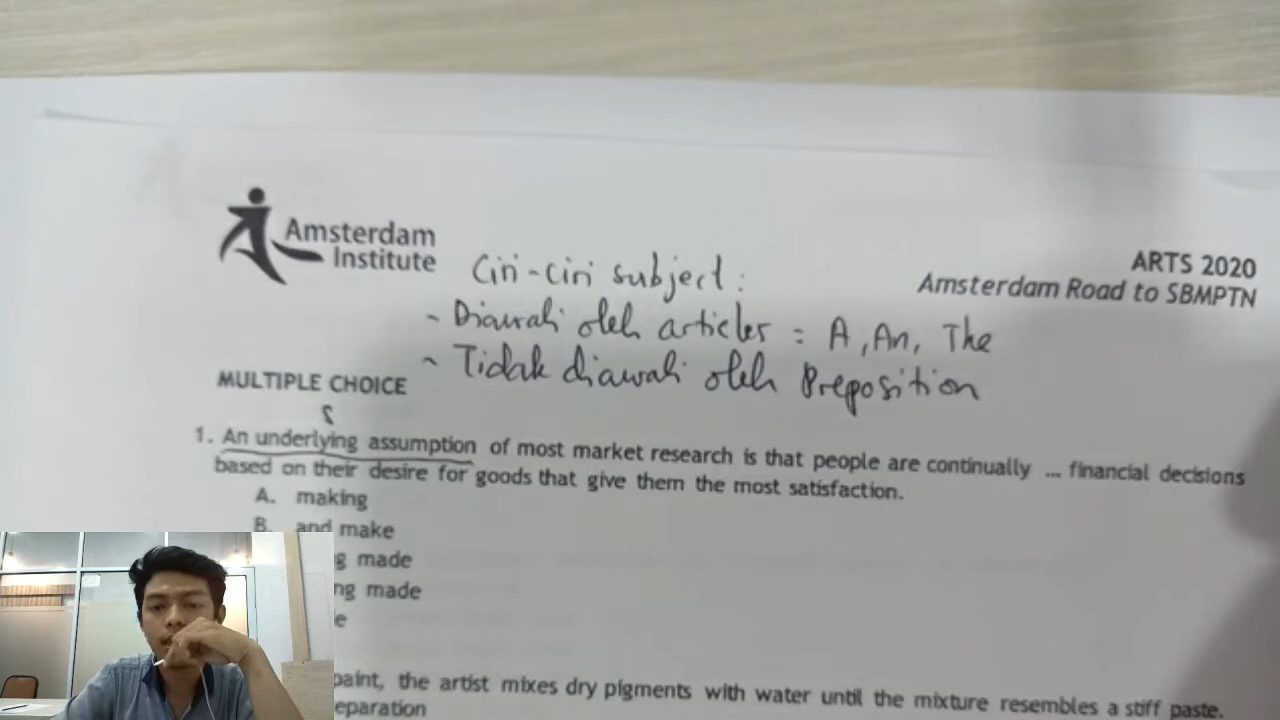 Amsterdam
Institute
ARTS 2020
Amsterdam Road to SBMPTN
Ciri-ciri subject :
- Diawali oleh articles = A, An, The
- Tidak diawali oleh Preposition
MULTIPLE CHOICE
S
1. An underlying assumption of most market research is that people are continually ... financial decisions
based on their desire for goods that give them the most satisfaction.
A. making
B. and make
made
made
paint, the artist mixes dry pigments with water until the mixture resembles a stiff paste.